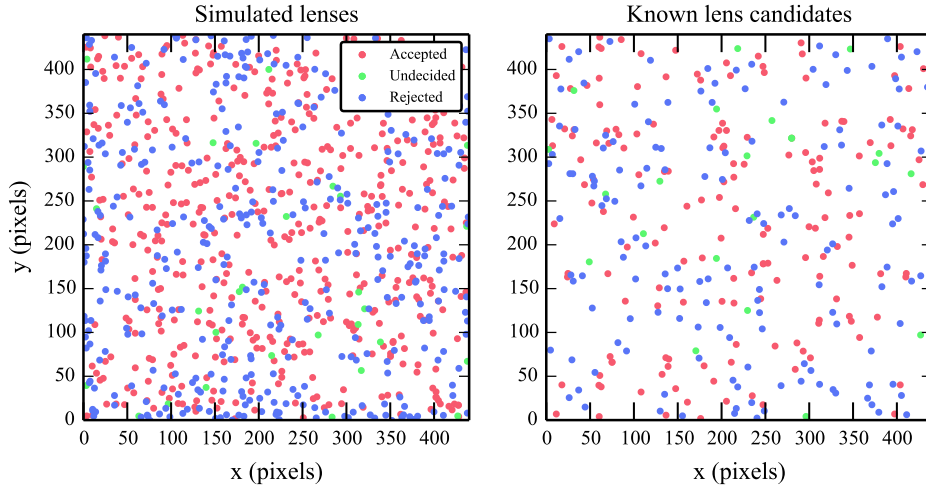 Simulated lenses
Known lens candidates
Accepted
Undecided
Rejected
y (pixels)
400
350
300
250
200
150
100
50
0
0 50 100 150 200 250 300 350 400
x (pixels)
400
350
300
250
200
150
100
50
0
0 50 100 150 200 250 300 350 400
x (pixels)